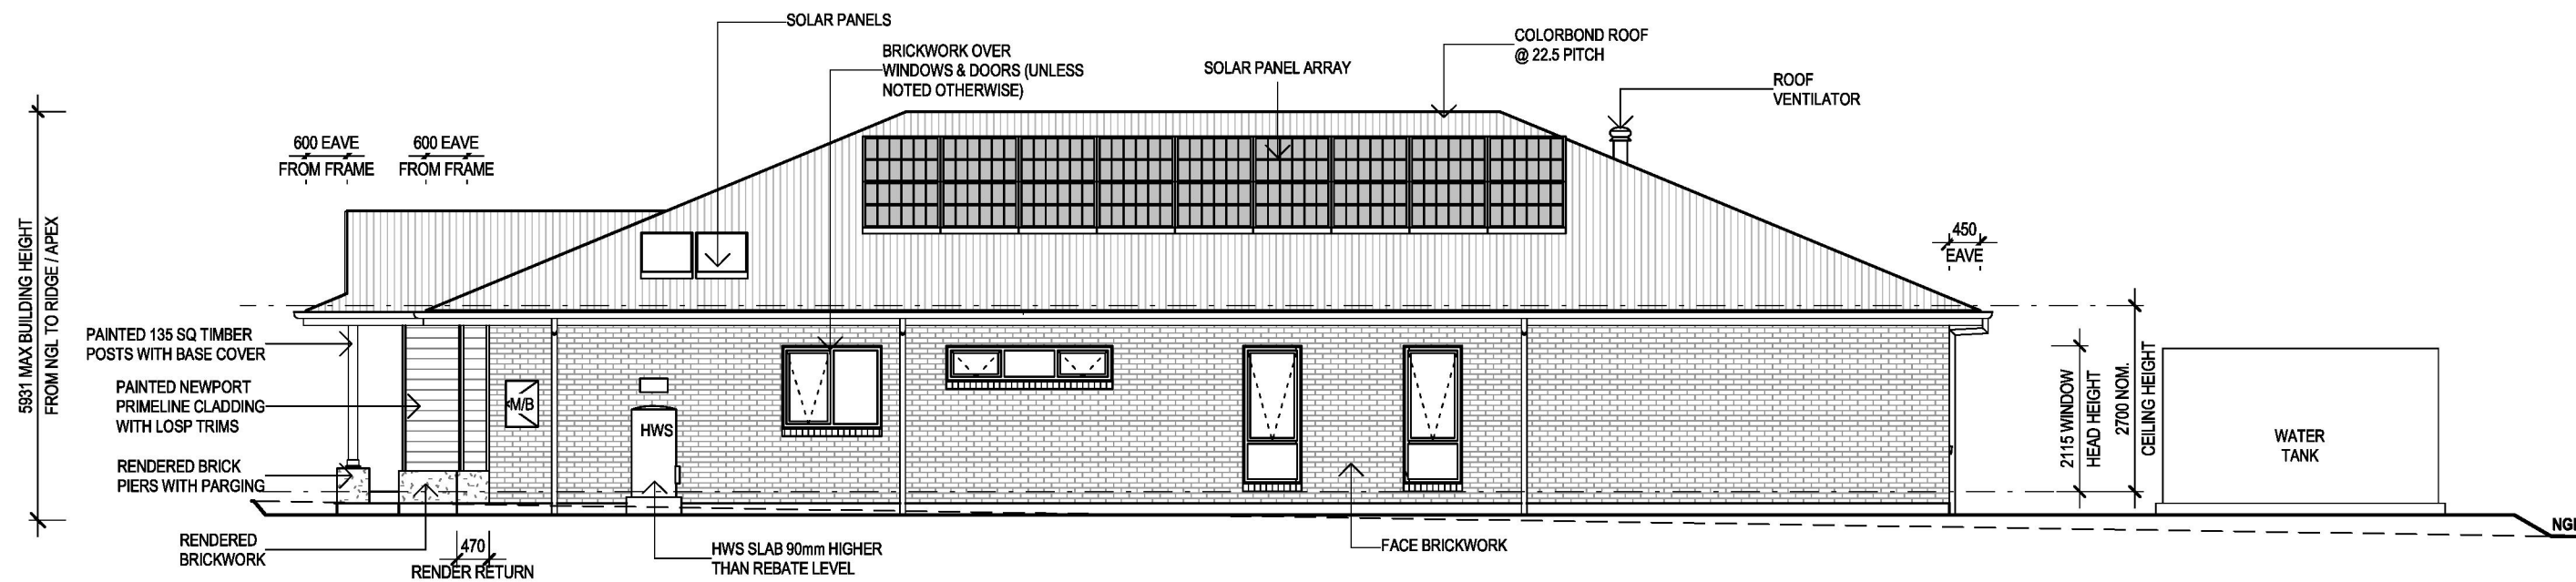 SOLAR PANELS
BRICKWORK OVER
WINDOWS & DOORS (UNLESS
NOTED OTHERWISE)
SOLAR PANEL ARRAY
COLORBOND ROOF
@ 22.5 PITCH
ROOF
VENTILATOR
600 EAVE
FROM FRAME
600 EAVE
FROM FRAME
5931 MAX BUILDING HEIGHT
FROM NGL TO RIDGE / APEX
450
EAVE
PAINTED 135 SQ TIMBER
POSTS WITH BASE COVER
PAINTED NEWPORT
PRIMELINE CLADDING
WITH LOSP TRIMS
RENDERED BRICK
PIERS WITH PARGING
RENDERED
BRICKWORK
470
RENDER RETURN
M/B
HWS
HWS SLAB 90mm HIGHER
THAN REBATE LEVEL
FACE BRICKWORK
2115 WINDOW
HEAD HEIGHT
2700 NOM.
CEILING HEIGHT
WATER
TANK